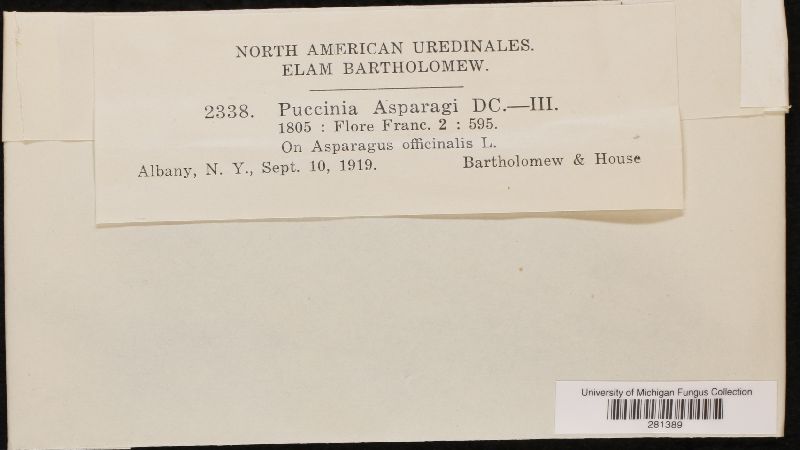 NORTH AMERICAN UREDINALES.
ELAM BARTHOLOMEW.
2338. Puccinia Asparagi DC.—III.
1805 : Flore Franc. 2 : 595.
On Asparagus officinalis L.
Albany, N. Y., Sept. 10, 1919. Bartholomew & House
University of Michigan Fungus Collection
281389